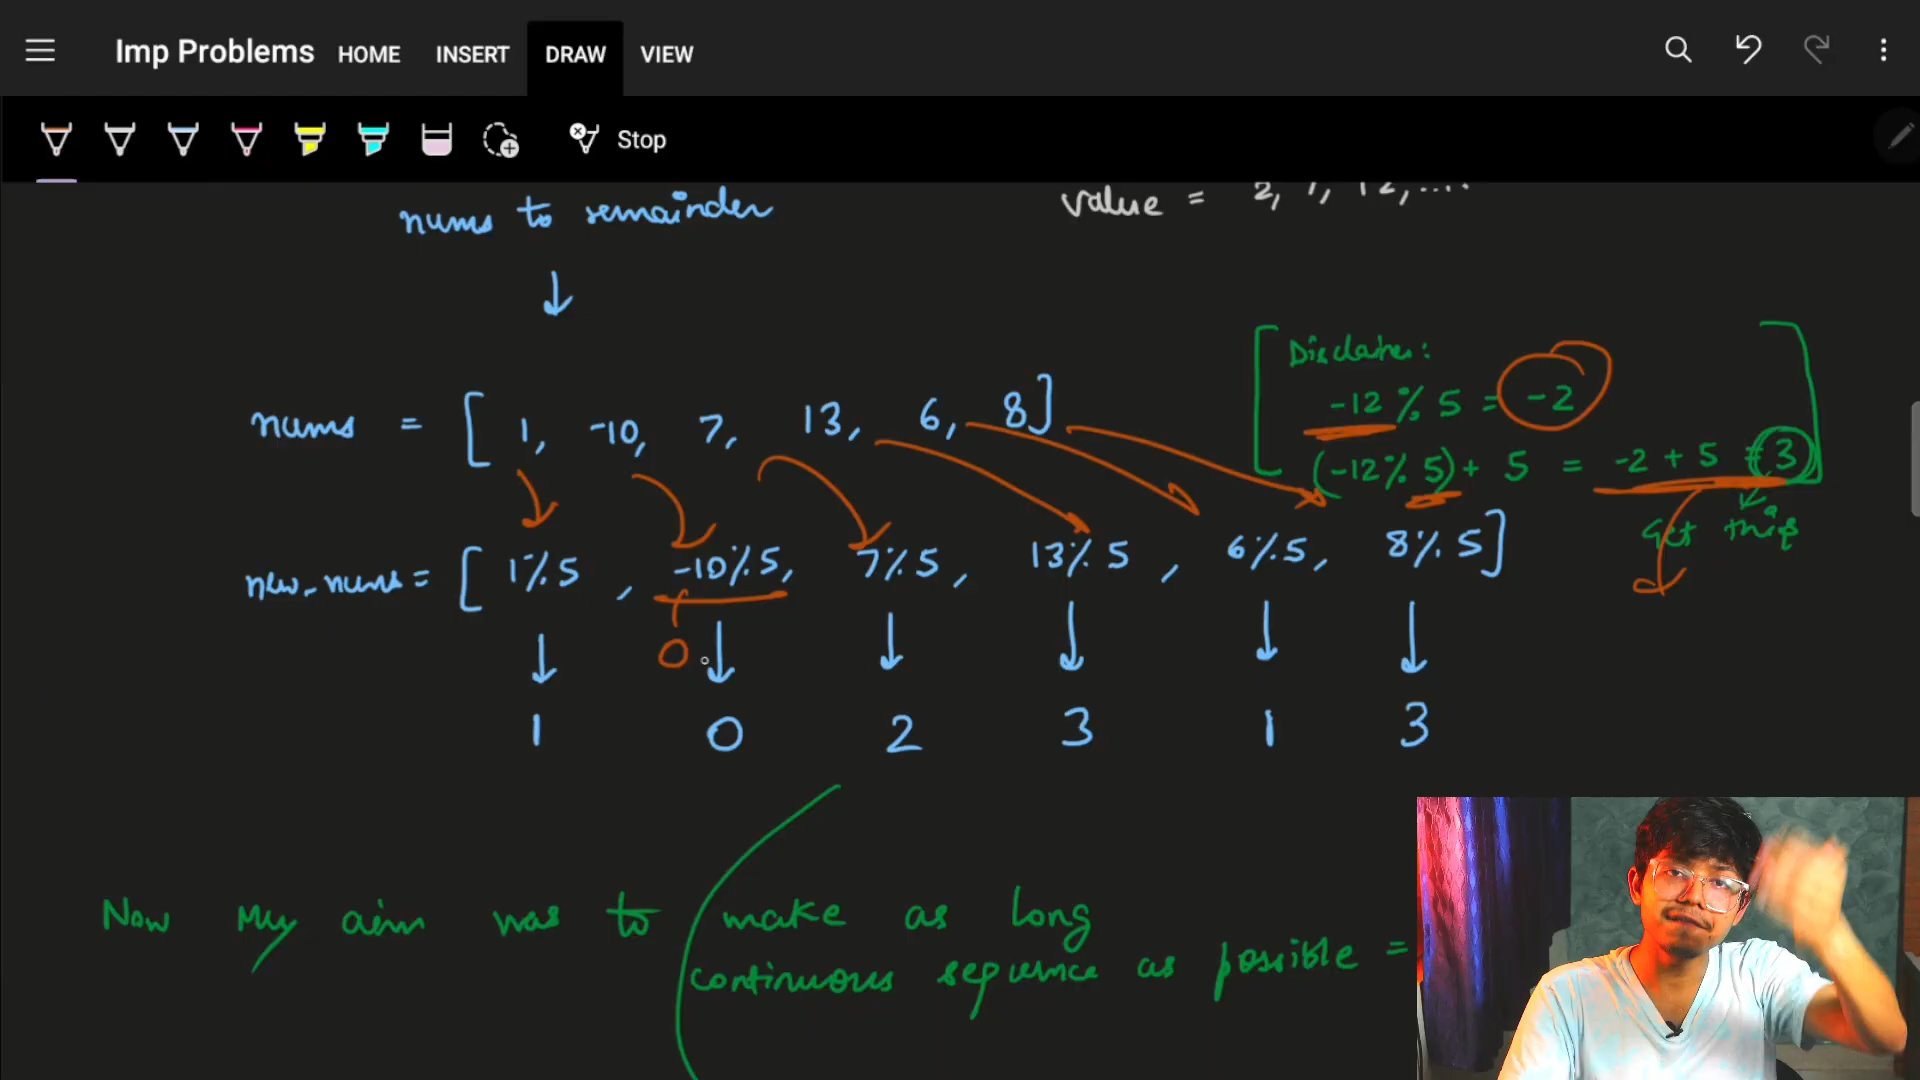 Imp Problems HOME INSERT DRAW VIEW
Stop
nums to remainder
value = 2, 7, 12, ....
Disclaimer:
-12 % 5 = -2
nums = [ 1, -10, 7, 13, 6, 8]
(-12 % 5) + 5 = -2 + 5 = 3
Get this
new_nums = [ 1%5 , -10%5, 7%5 , 13%5 , 6%5, 8%5]
0
1 0 2 3 1 3
Now My aim was to make as long
continuous sequence as possible =